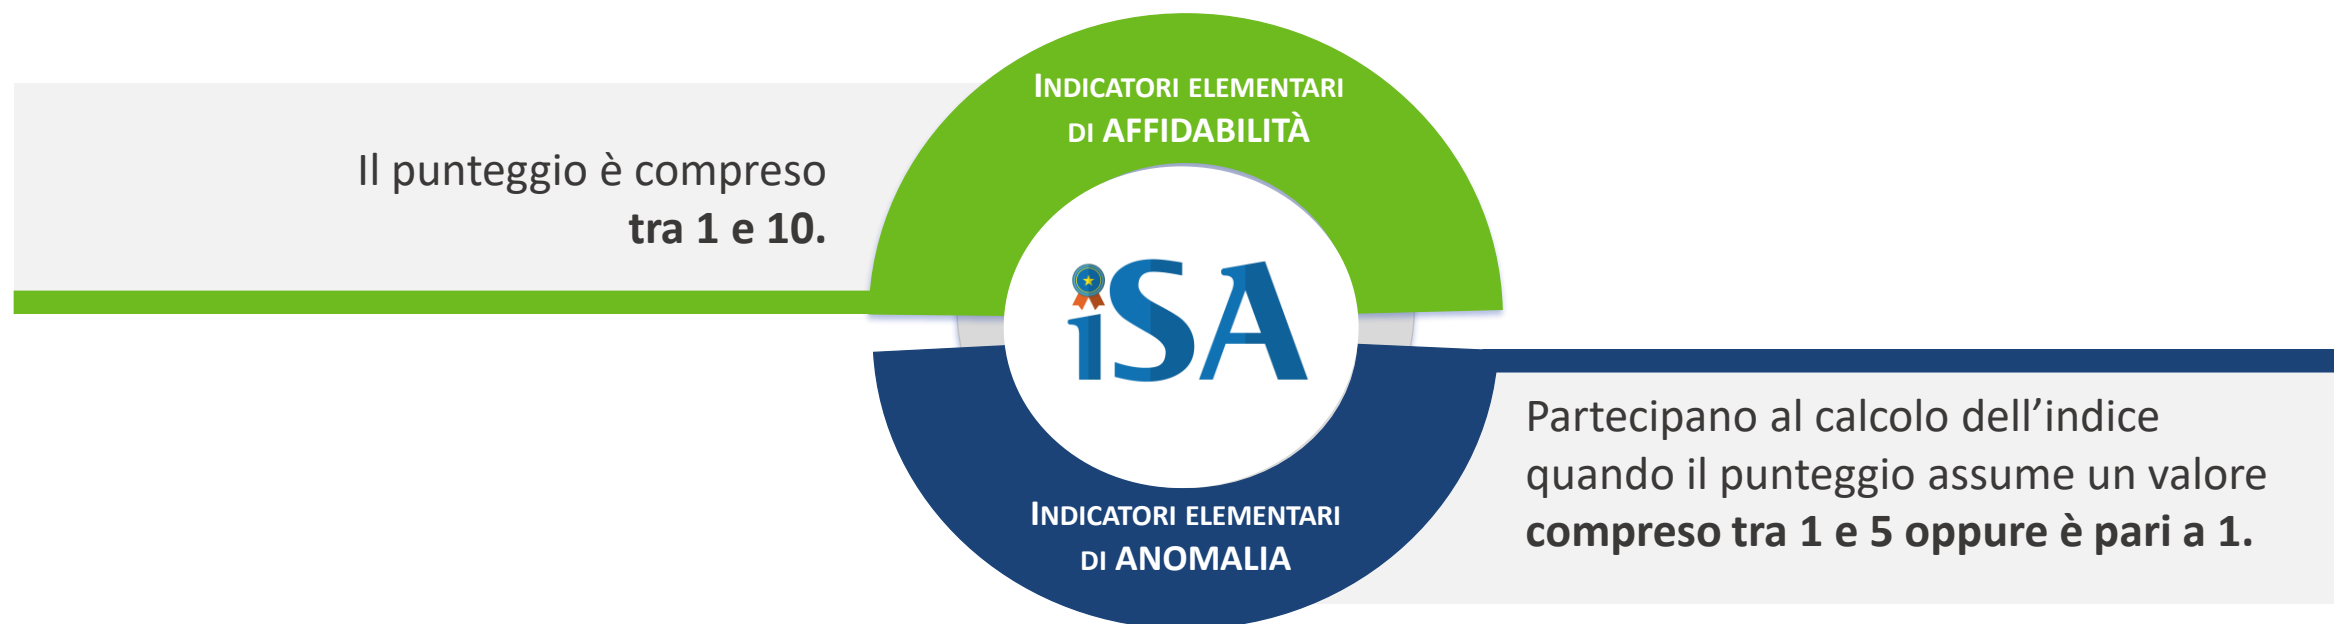 INDICATORI ELEMENTARI
DI AFFIDABILITÀ
Il punteggio è compreso
tra 1 e 10.
iSA
Partecipano al calcolo dell’indice
quando il punteggio assume un valore
compreso tra 1 e 5 oppure è pari a 1.
INDICATORI ELEMENTARI
DI ANOMALIA